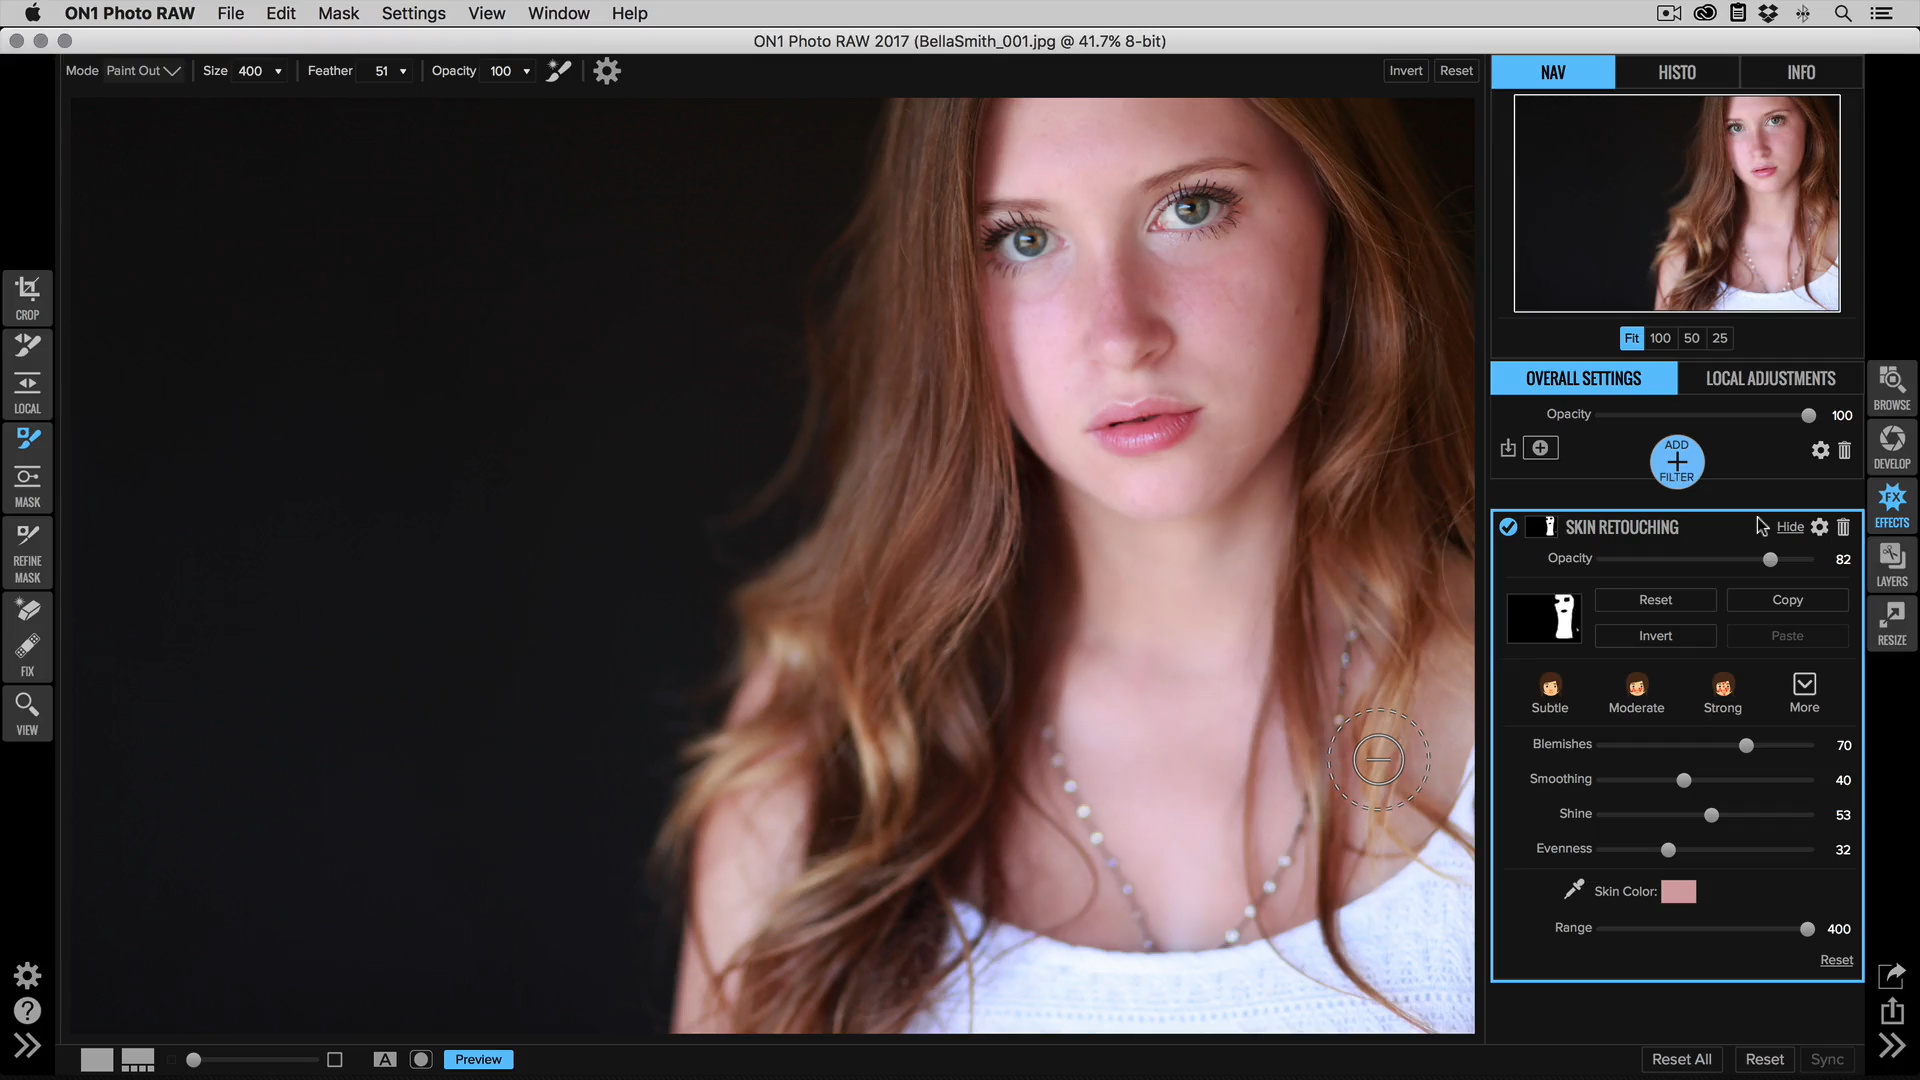 ON1 Photo RAW File Edit Mask Settings View Window Help
ON1 Photo RAW 2017 (BellaSmith_001.jpg @ 41.7% 8-bit)
Mode Paint Out Size 400 Feather 51 Opacity 100 Invert Reset
NAV HISTO INFO
CROP
LOCAL
MASK
REFINE
MASK
FIX
VIEW
Fit 100 50 25
OVERALL SETTINGS LOCAL ADJUSTMENTS
Opacity 100
ADD
FILTER
SKIN RETOUCHING Hide
Opacity 82
Reset Copy
Invert Paste
Subtle Moderate Strong More
Blemishes 70
Smoothing 40
Shine 53
Evenness 32
Skin Color:
Range 400
Reset
BROWSE
DEVELOP
FX
EFFECTS
LAYERS
RESIZE
A Preview
Reset All Reset Sync